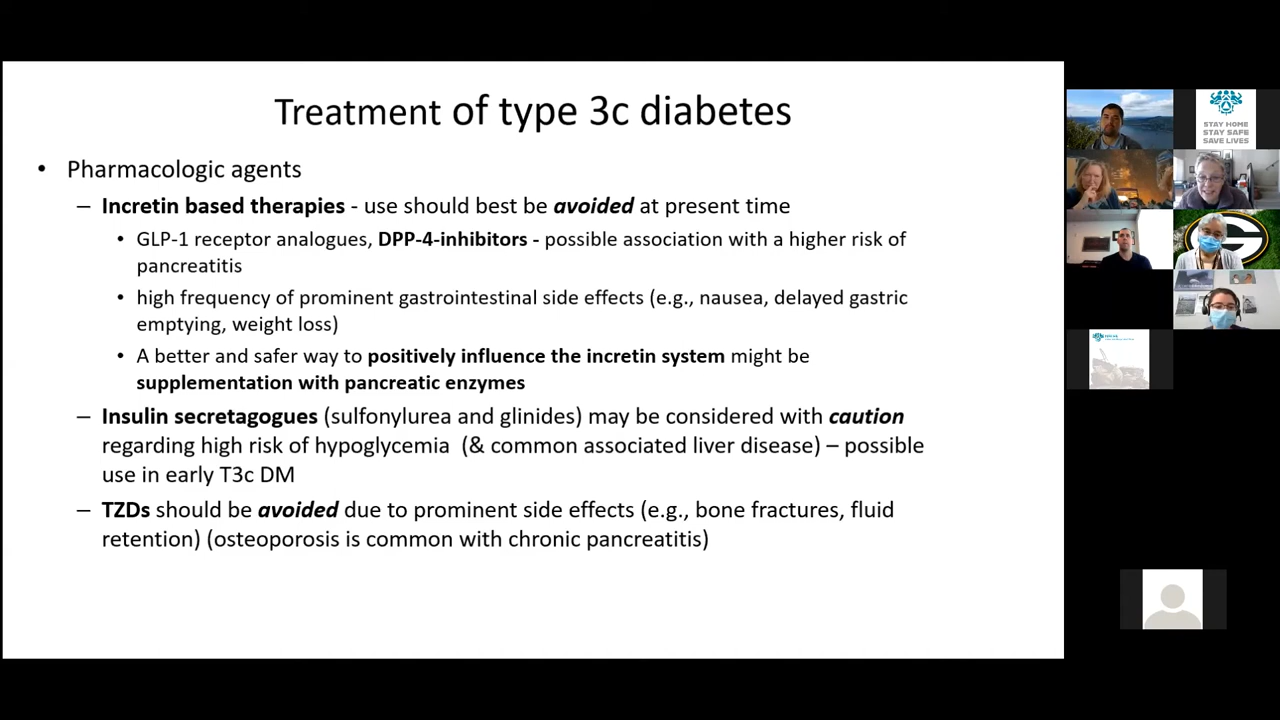 Treatment of type 3c diabetes
• Pharmacologic agents
– Incretin based therapies - use should best be avoided at present time
• GLP-1 receptor analogues, DPP-4-inhibitors - possible association with a higher risk of
pancreatitis
• high frequency of prominent gastrointestinal side effects (e.g., nausea, delayed gastric
emptying, weight loss)
• A better and safer way to positively influence the incretin system might be
supplementation with pancreatic enzymes
– Insulin secretagogues (sulfonylurea and glinides) may be considered with caution
regarding high risk of hypoglycemia (& common associated liver disease) – possible
use in early T3c DM
– TZDs should be avoided due to prominent side effects (e.g., bone fractures, fluid
retention) (osteoporosis is common with chronic pancreatitis)
STAY HOME
STAY SAFE
SAVE LIVES
G